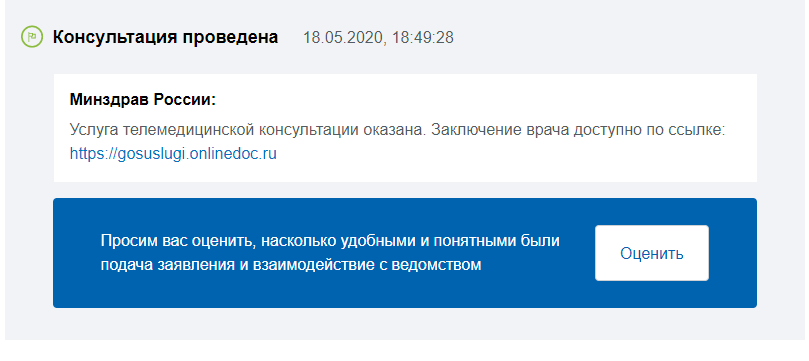 Консультация проведена 18.05.2020, 18:49:28
Минздрав России:
Услуга телемедицинской консультации оказана. Заключение врача доступно по ссылке:
https://gosuslugi.onlinedoc.ru
Просим вас оценить, насколько удобными и понятными были
подача заявления и взаимодействие с ведомством
Оценить